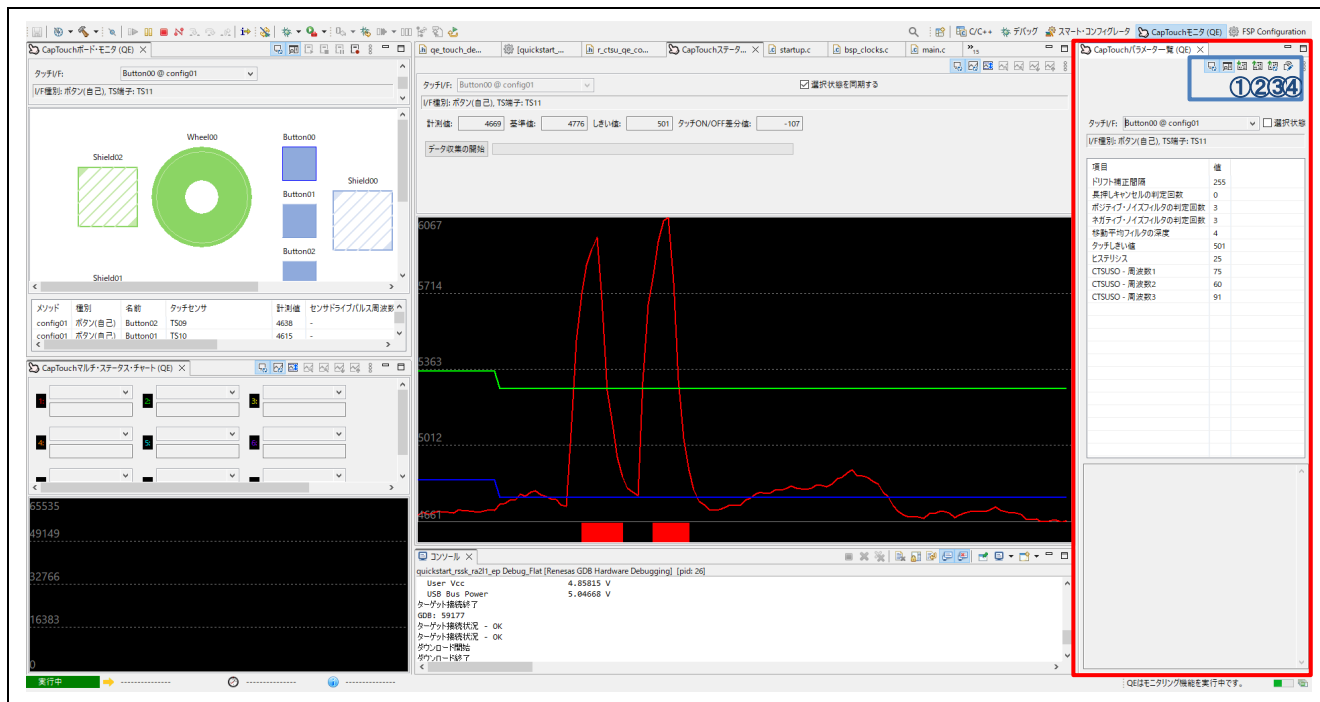 C/C++ デバッグ スマート・コンフィグレータ CapTouchモニタ (QE) FSP Configuration
CapTouchボード・モニタ (QE)
タッチI/F: Button00 @ config01
I/F種別: ボタン(自己), TS端子: TS11
Wheel00
Button00
Shield02
Shield00
Button01
Button02
Shield01
メソッド 種別 名前 タッチセンサ 計測値 センサドライブパルス周波数
config01 ボタン(自己) Button02 TS09 4638 -
config01 ボタン(自己) Button01 TS10 4615 -
CapTouchマルチ・ステータス・チャート (QE)
1: 2: 3:
4: 5: 6:
65535
49149
32766
16383
0
qe_touch_de... [quickstart_... r_ctsu_qe_co... CapTouchステータ... startup.c bsp_clocks.c main.c »15
タッチI/F: Button00 @ config01 選択状態を同期する
I/F種別: ボタン(自己), TS端子: TS11
計測値: 4669 基準値: 4776 しきい値: 501 タッチON/OFF差分値: -107
データ収集の開始
6067
5714
5363
5012
4661
コンソール
quickstart_rssk_ra2l1_ep Debug_Flat [Renesas GDB Hardware Debugging] [pid: 26]
User Vcc 4.85815 V
USB Bus Power 5.04668 V
ターゲット接続終了
GDB: 59177
ターゲット接続状況 - OK
ターゲット接続状況 - OK
ダウンロード開始
ダウンロード終了
CapTouchパラメーター覧 (QE)
①②③④
タッチI/F: Button00 @ config01 選択状態
I/F種別: ボタン(自己), TS端子: TS11
項目 値
ドリフト補正間隔 255
長押しキャンセルの判定回数 0
ポジティブ・ノイズフィルタの判定回数 3
ネガティブ・ノイズフィルタの判定回数 3
移動平均フィルタの深度 4
タッチしきい値 501
ヒステリシス 25
CTSUSO - 周波数1 75
CTSUSO - 周波数2 60
CTSUSO - 周波数3 91
実行中 --------------- --------------- ---------------
QEはモニタリング機能を実行中です。